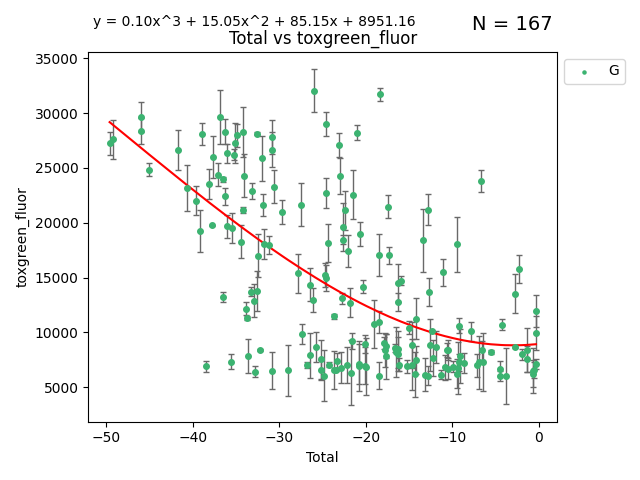 y = 0.10x^3 + 15.05x^2 + 85.15x + 8951.16
N = 167
Total vs toxgreen_fluor
G
35000
30000
25000
20000
15000
10000
5000
toxgreen_fluor
−50 −40 −30 −20 −10 0
Total